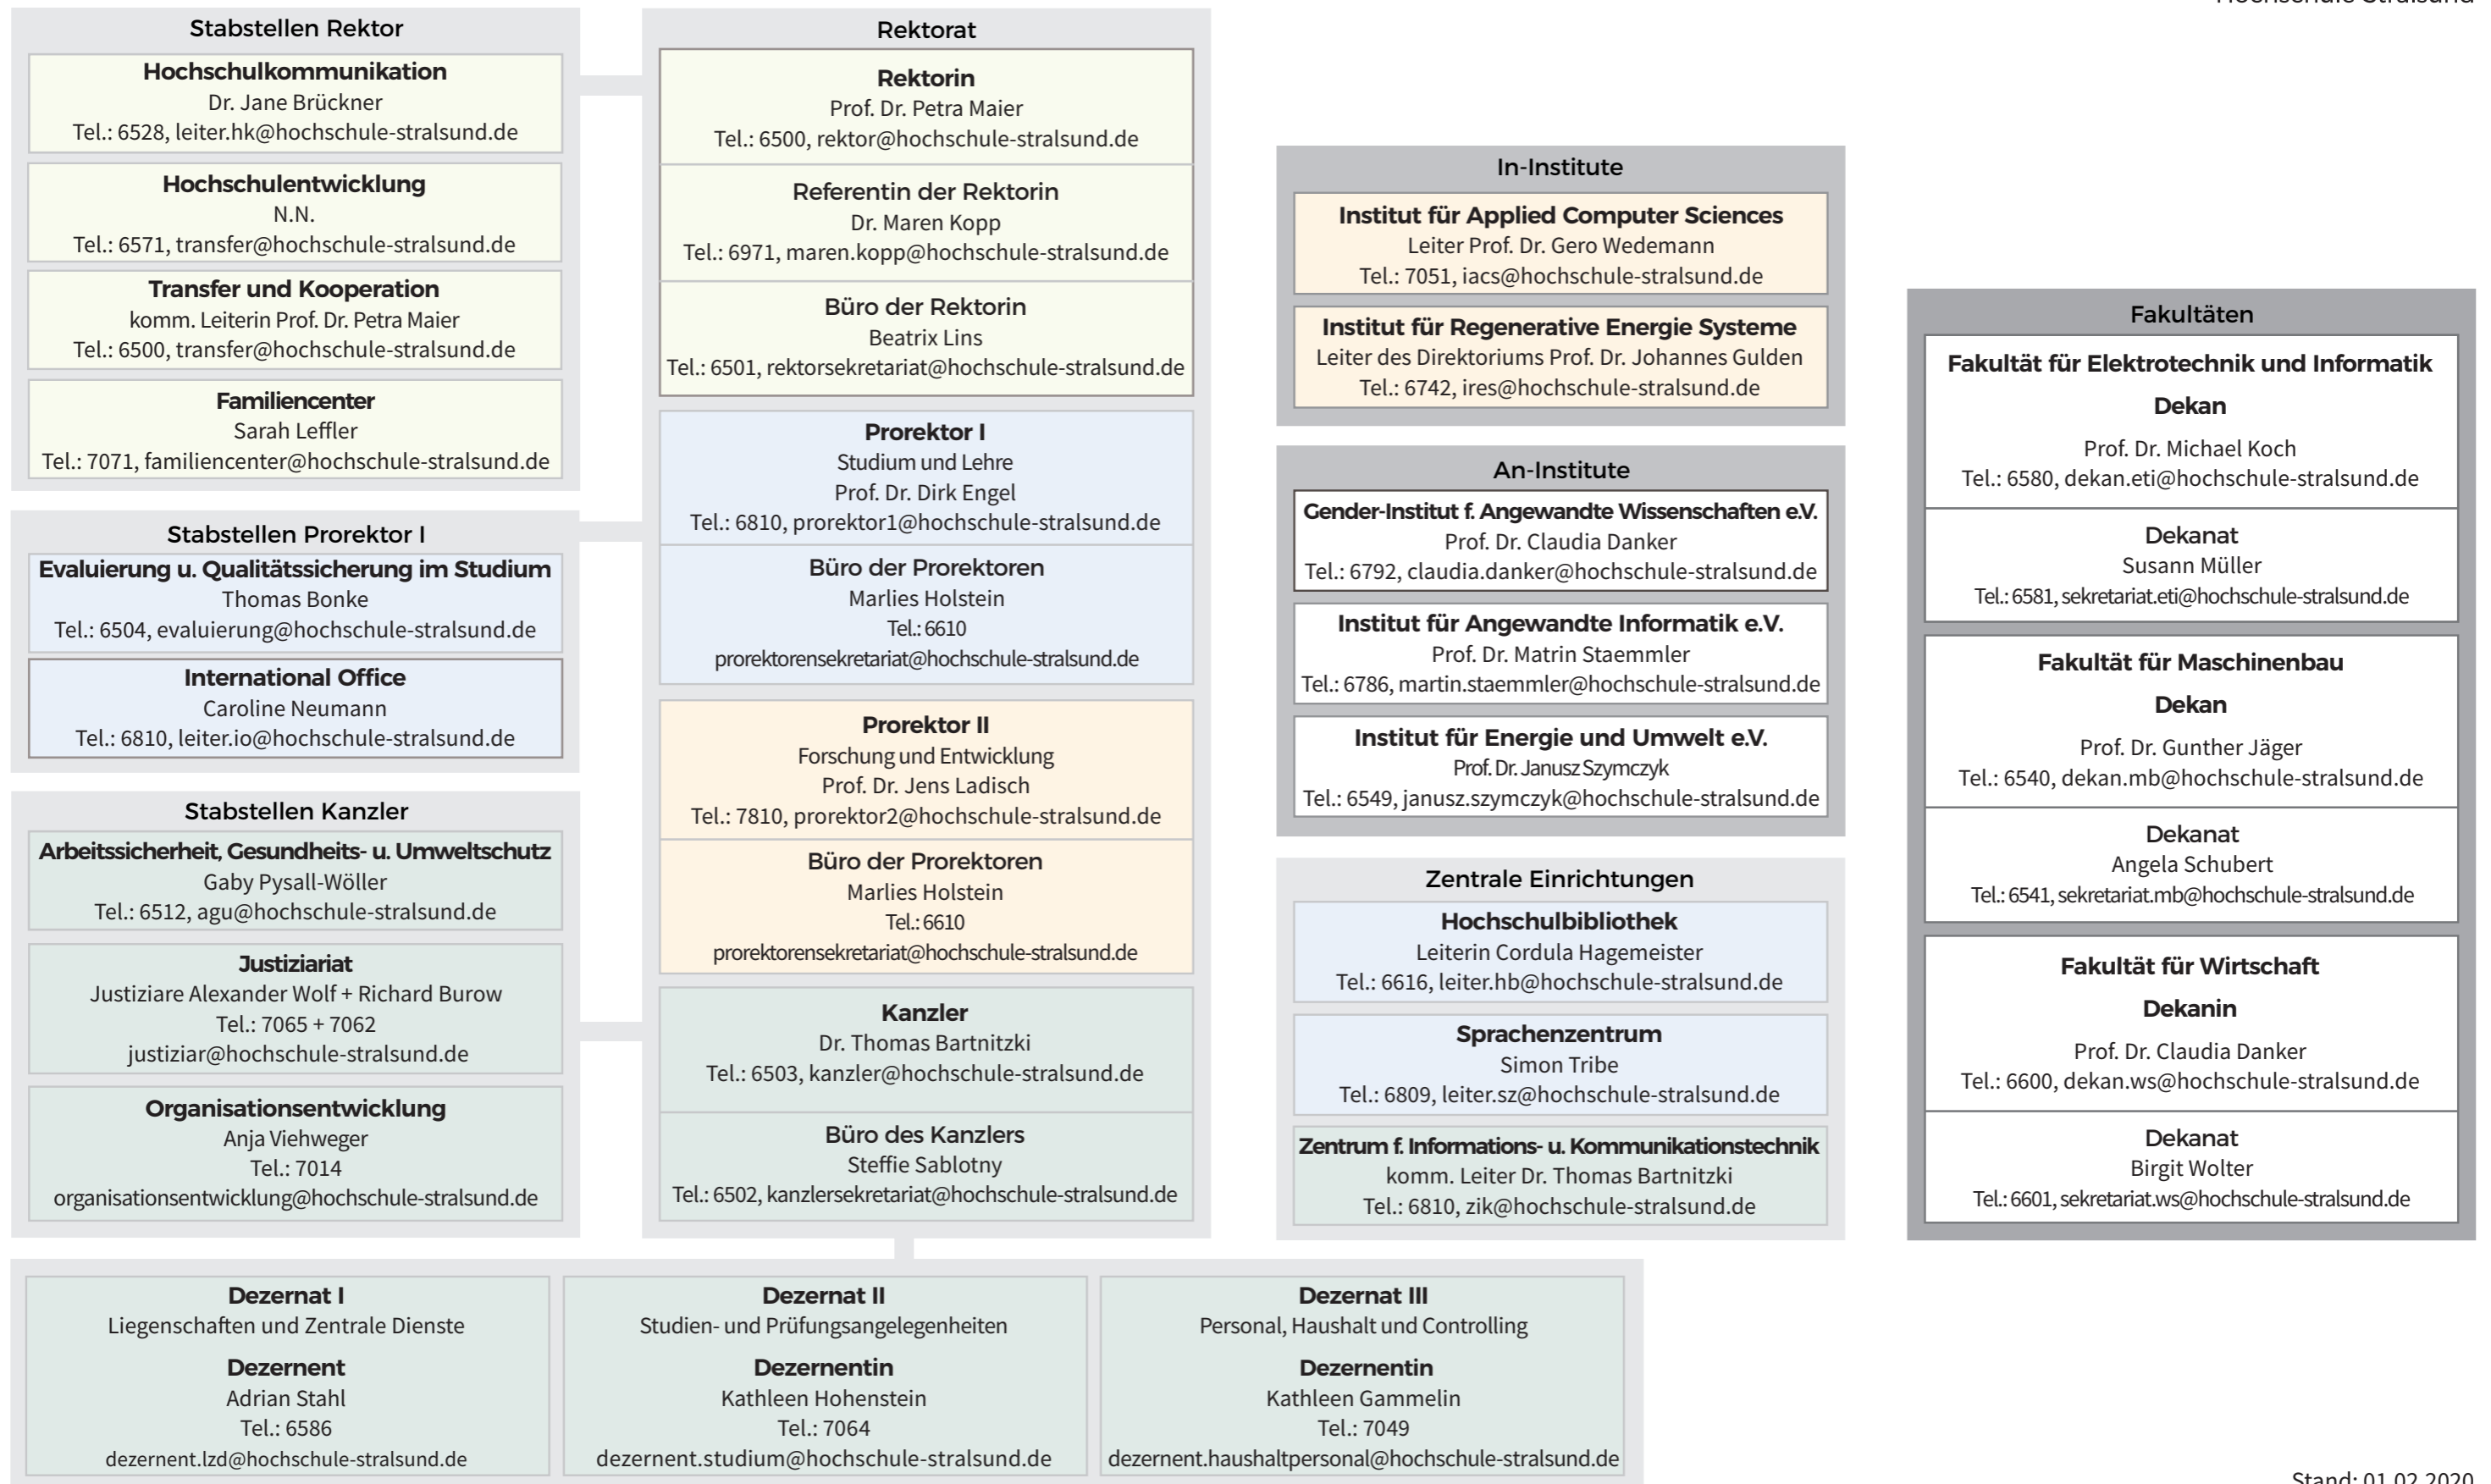 Hochschule Stralsund
Stabstellen Rektor
Hochschulkommunikation
Dr. Jane Brückner
Tel.: 6528, leiter.hk@hochschule-stralsund.de
Hochschulentwicklung
N.N.
Tel.: 6571, transfer@hochschule-stralsund.de
Transfer und Kooperation
komm. Leiterin Prof. Dr. Petra Maier
Tel.: 6500, transfer@hochschule-stralsund.de
Familiencenter
Sarah Leffler
Tel.: 7071, familiencenter@hochschule-stralsund.de
Stabstellen Prorektor I
Evaluierung u. Qualitätssicherung im Studium
Thomas Bonke
Tel.: 6504, evaluierung@hochschule-stralsund.de
International Office
Caroline Neumann
Tel.: 6810, leiter.io@hochschule-stralsund.de
Stabstellen Kanzler
Arbeitssicherheit, Gesundheits- u. Umweltschutz
Gaby Pysall-Wöller
Tel.: 6512, agu@hochschule-stralsund.de
Justiziariat
Justiziare Alexander Wolf + Richard Burow
Tel.: 7065 + 7062
justiziar@hochschule-stralsund.de
Organisationsentwicklung
Anja Viehweger
Tel.: 7014
organisationsentwicklung@hochschule-stralsund.de
Rektorat
Rektorin
Prof. Dr. Petra Maier
Tel.: 6500, rektor@hochschule-stralsund.de
Referentin der Rektorin
Dr. Maren Kopp
Tel.: 6971, maren.kopp@hochschule-stralsund.de
Büro der Rektorin
Beatrix Lins
Tel.: 6501, rektorsekretariat@hochschule-stralsund.de
Prorektor I
Studium und Lehre
Prof. Dr. Dirk Engel
Tel.: 6810, prorektor1@hochschule-stralsund.de
Büro der Prorektoren
Marlies Holstein
Tel.: 6610
prorektorensekretariat@hochschule-stralsund.de
Prorektor II
Forschung und Entwicklung
Prof. Dr. Jens Ladisch
Tel.: 7810, prorektor2@hochschule-stralsund.de
Büro der Prorektoren
Marlies Holstein
Tel.: 6610
prorektorensekretariat@hochschule-stralsund.de
Kanzler
Dr. Thomas Bartnitzki
Tel.: 6503, kanzler@hochschule-stralsund.de
Büro des Kanzlers
Steffie Sablotny
Tel.: 6502, kanzlersekretariat@hochschule-stralsund.de
In-Institute
Institut für Applied Computer Sciences
Leiter Prof. Dr. Gero Wedemann
Tel.: 7051, iacs@hochschule-stralsund.de
Institut für Regenerative Energie Systeme
Leiter des Direktoriums Prof. Dr. Johannes Gulden
Tel.: 6742, ires@hochschule-stralsund.de
An-Institute
Gender-Institut f. Angewandte Wissenschaften e.V.
Prof. Dr. Claudia Danker
Tel.: 6792, claudia.danker@hochschule-stralsund.de
Institut für Angewandte Informatik e.V.
Prof. Dr. Matrin Staemmler
Tel.: 6786, martin.staemmler@hochschule-stralsund.de
Institut für Energie und Umwelt e.V.
Prof. Dr. Janusz Szymczyk
Tel.: 6549, janusz.szymczyk@hochschule-stralsund.de
Zentrale Einrichtungen
Hochschulbibliothek
Leiterin Cordula Hagemeister
Tel.: 6616, leiter.hb@hochschule-stralsund.de
Sprachenzentrum
Simon Tribe
Tel.: 6809, leiter.sz@hochschule-stralsund.de
Zentrum f. Informations- u. Kommunikationstechnik
komm. Leiter Dr. Thomas Bartnitzki
Tel.: 6810, zik@hochschule-stralsund.de
Fakultäten
Fakultät für Elektrotechnik und Informatik
Dekan
Prof. Dr. Michael Koch
Tel.: 6580, dekan.eti@hochschule-stralsund.de
Dekanat
Susann Müller
Tel.: 6581, sekretariat.eti@hochschule-stralsund.de
Fakultät für Maschinenbau
Dekan
Prof. Dr. Gunther Jäger
Tel.: 6540, dekan.mb@hochschule-stralsund.de
Dekanat
Angela Schubert
Tel.: 6541, sekretariat.mb@hochschule-stralsund.de
Fakultät für Wirtschaft
Dekanin
Prof. Dr. Claudia Danker
Tel.: 6600, dekan.ws@hochschule-stralsund.de
Dekanat
Birgit Wolter
Tel.: 6601, sekretariat.ws@hochschule-stralsund.de
Dezernat I
Liegenschaften und Zentrale Dienste
Dezernent
Adrian Stahl
Tel.: 6586
dezernent.lzd@hochschule-stralsund.de
Dezernat II
Studien- und Prüfungsangelegenheiten
Dezernentin
Kathleen Hohenstein
Tel.: 7064
dezernent.studium@hochschule-stralsund.de
Dezernat III
Personal, Haushalt und Controlling
Dezernentin
Kathleen Gammelin
Tel.: 7049
dezernent.haushaltpersonal@hochschule-stralsund.de
Stand: 01.02.2020